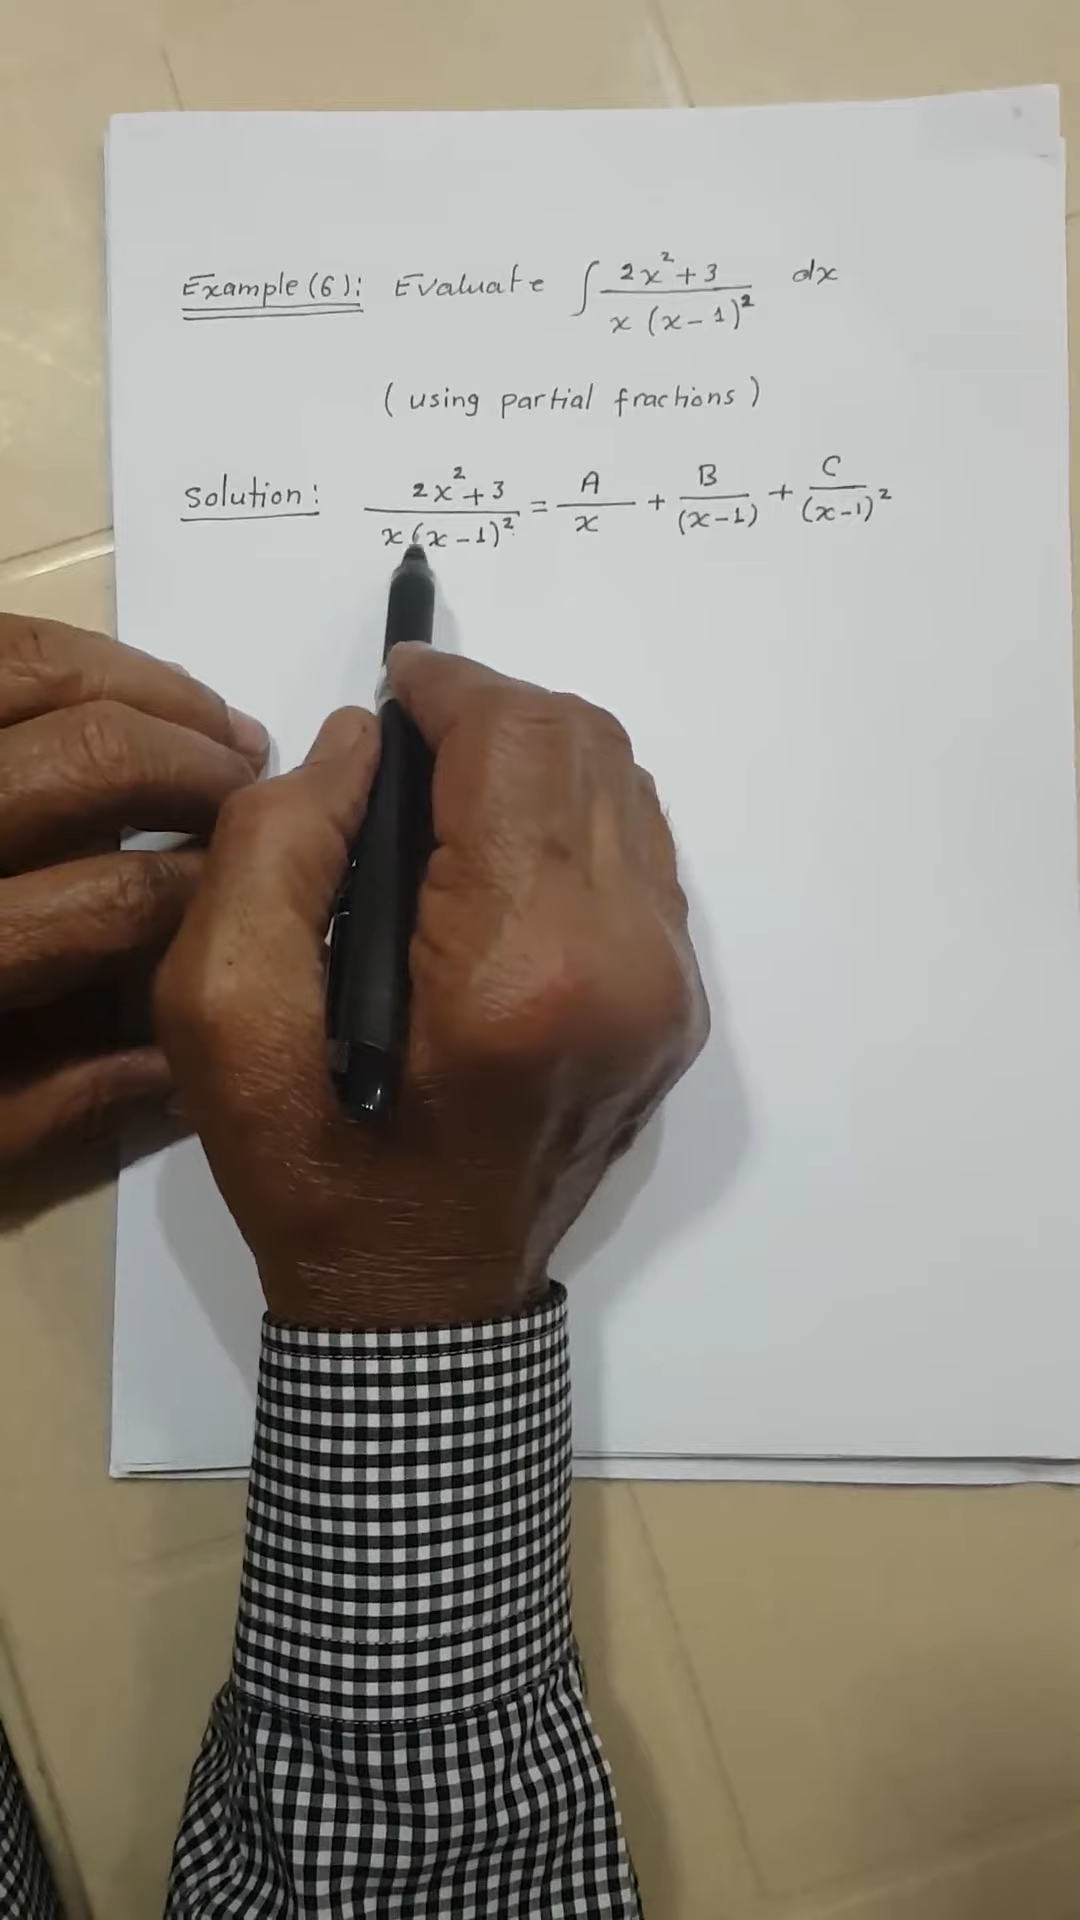 Example (6): Evaluate ∫ (2x² + 3) / (x (x - 1)²) dx
(using partial fractions)
Solution: (2x² + 3) / (x(x - 1)²) = A / x + B / (x - 1) + C / (x - 1)²